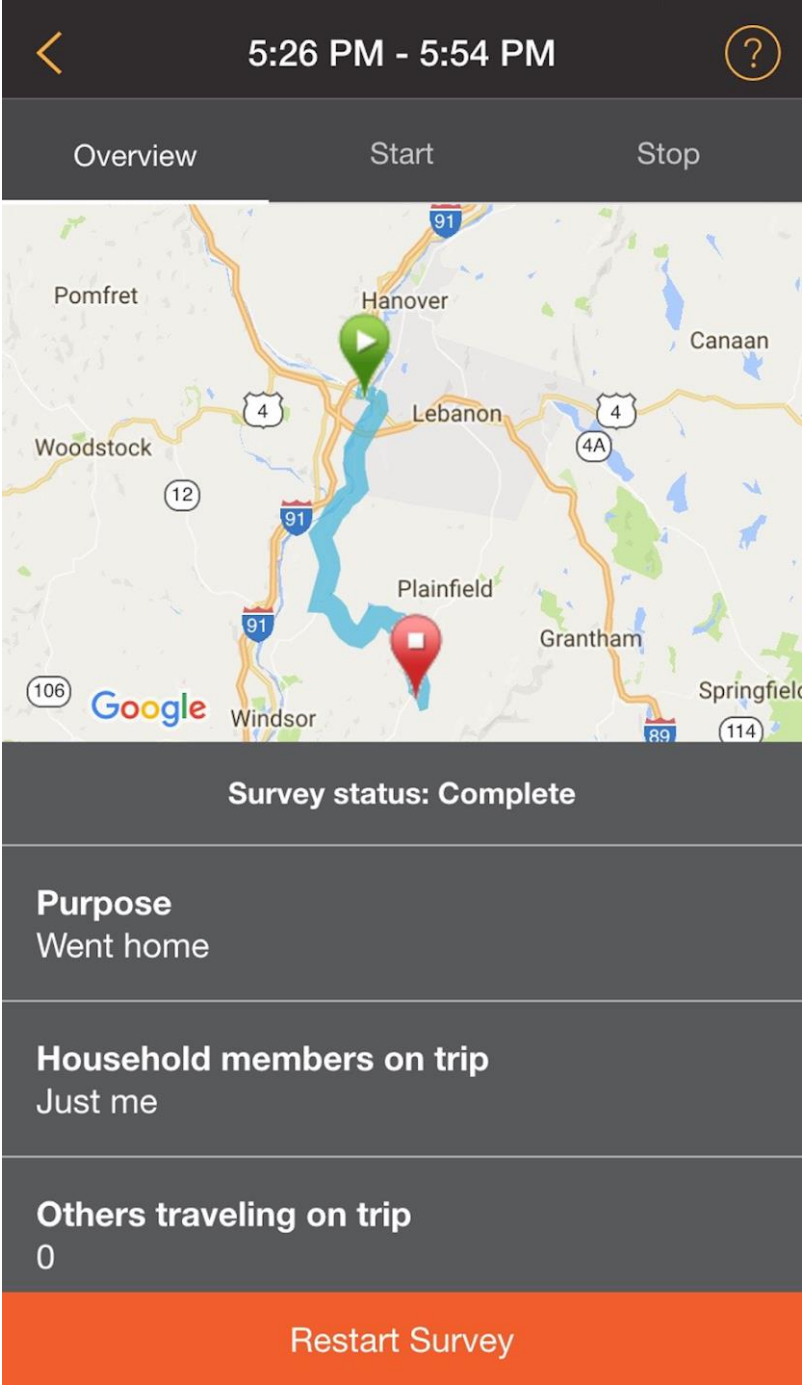 5:26 PM - 5:54 PM
?
Overview
Start
Stop
91
Pomfret
Hanover
Canaan
4
Lebanon
4
4A
Woodstock
12
91
Plainfield
91
Grantham
106
Google
Windsor
Springfield
89
114
Survey status: Complete
Purpose
Went home
Household members on trip
Just me
Others traveling on trip
0
Restart Survey